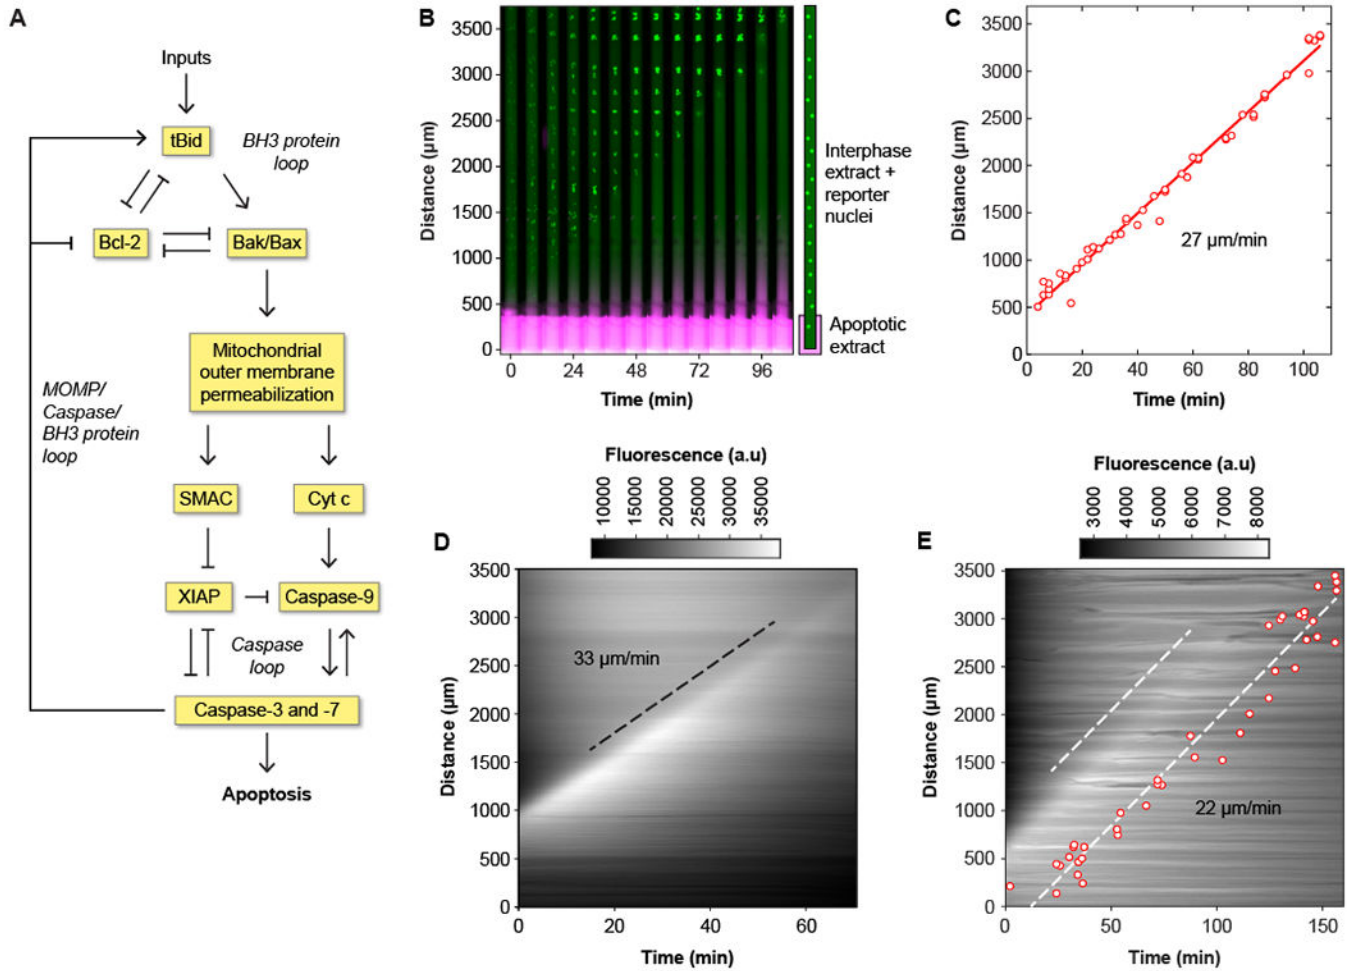 A
Inputs
tBid
BH3 protein
loop
Bcl-2
Bak/Bax
Mitochondrial
outer membrane
permeabilization
MOMP/
Caspase/
BH3 protein
loop
SMAC
Cyt c
XIAP
Caspase-9
Caspase
loop
Caspase-3 and -7
Apoptosis
B
Distance (µm)
3500
3000
2500
2000
1500
1000
500
0
0 24 48 72 96
Time (min)
Interphase
extract +
reporter
nuclei
Apoptotic
extract
C
Distance (µm)
3500
3000
2500
2000
1500
1000
500
0
27 µm/min
0 20 40 60 80 100
Time (min)
Fluorescence (a.u)
10000
15000
20000
25000
30000
35000
D
Distance (µm)
3500
3000
2500
2000
1500
1000
500
0
33 µm/min
0 20 40 60
Time (min)
Fluorescence (a.u)
3000
4000
5000
6000
7000
8000
E
Distance (µm)
3500
3000
2500
2000
1500
1000
500
0
22 µm/min
0 50 100 150
Time (min)